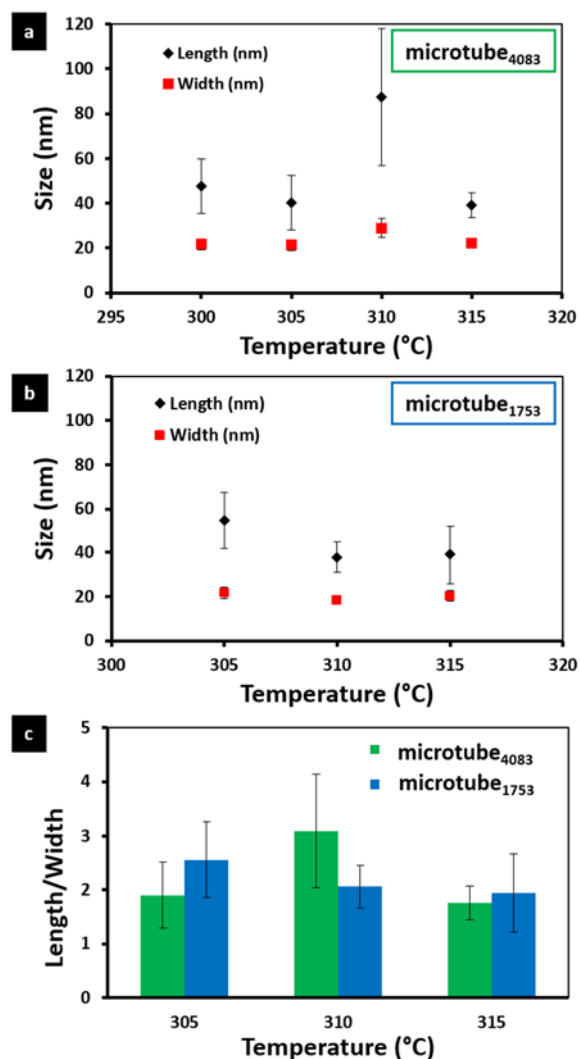 a
120
100
80
60
40
20
0
Size (nm)
Length (nm)
Width (nm)
microtube4083
295 300 305 310 315 320
Temperature (°C)
b
120
100
80
60
40
20
0
Size (nm)
Length (nm)
Width (nm)
microtube1753
300 305 310 315 320
Temperature (°C)
c
5
4
3
2
1
0
Length/Width
microtube4083
microtube1753
305 310 315
Temperature (°C)